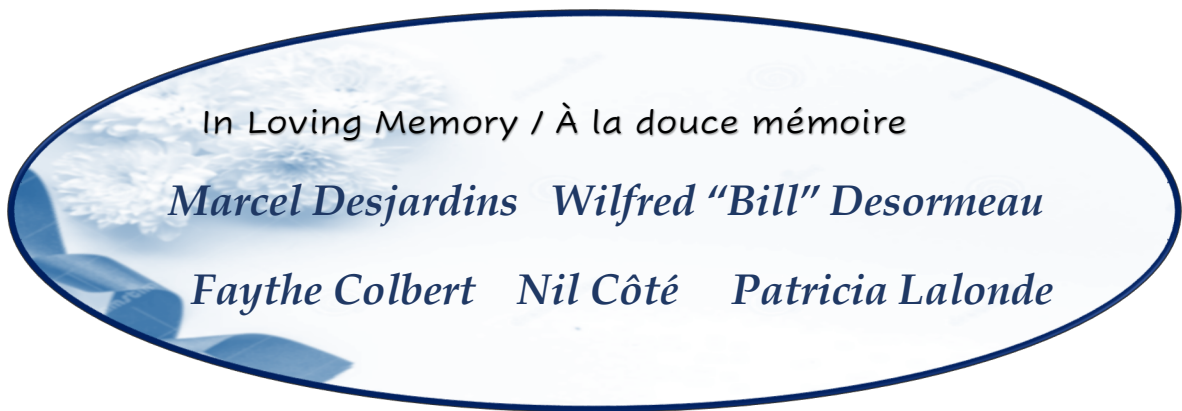 In Loving Memory / À la douce mémoire
Marcel Desjardins Wilfred “Bill” Desormeau
Faythe Colbert Nil Côté Patricia Lalonde